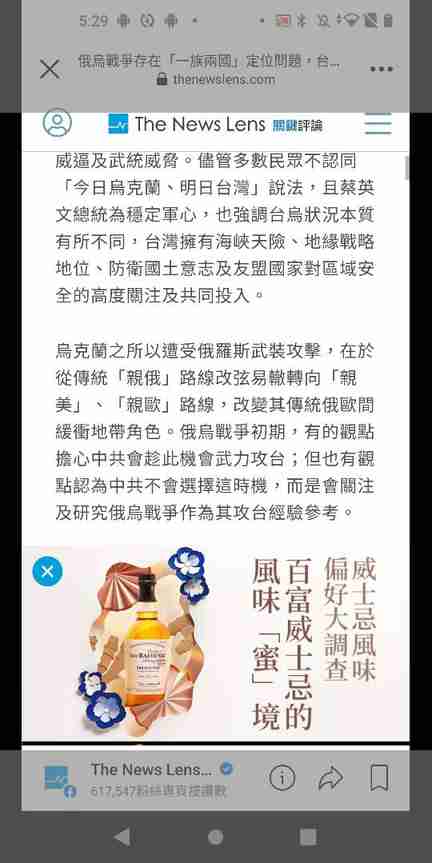 5:29
俄烏戰爭存在「一族兩國」定位問題，台...
thenewslens.com
The News Lens 關鍵評論
威逼及武統威脅。儘管多數民眾不認同
「今日烏克蘭、明日台灣」說法，且蔡英
文總統為穩定軍心，也強調台烏狀況本質
有所不同，台灣擁有海峽天險、地緣戰略
地位、防衛國土意志及友盟國家對區域安
全的高度關注及共同投入。
烏克蘭之所以遭受俄羅斯武裝攻擊，在於
從傳統「親俄」路線改弦易轍轉向「親
美」、「親歐」路線，改變其傳統俄歐間
緩衝地帶角色。俄烏戰爭初期，有的觀點
擔心中共會趁此機會武力攻台；但也有觀
點認為中共不會選擇這時機，而是會關注
及研究俄烏戰爭作為其攻台經驗參考。
威士忌風味
偏好大調查
百富威士忌的
風味「蜜」境
The News Lens...
617,547粉絲專頁按讚數